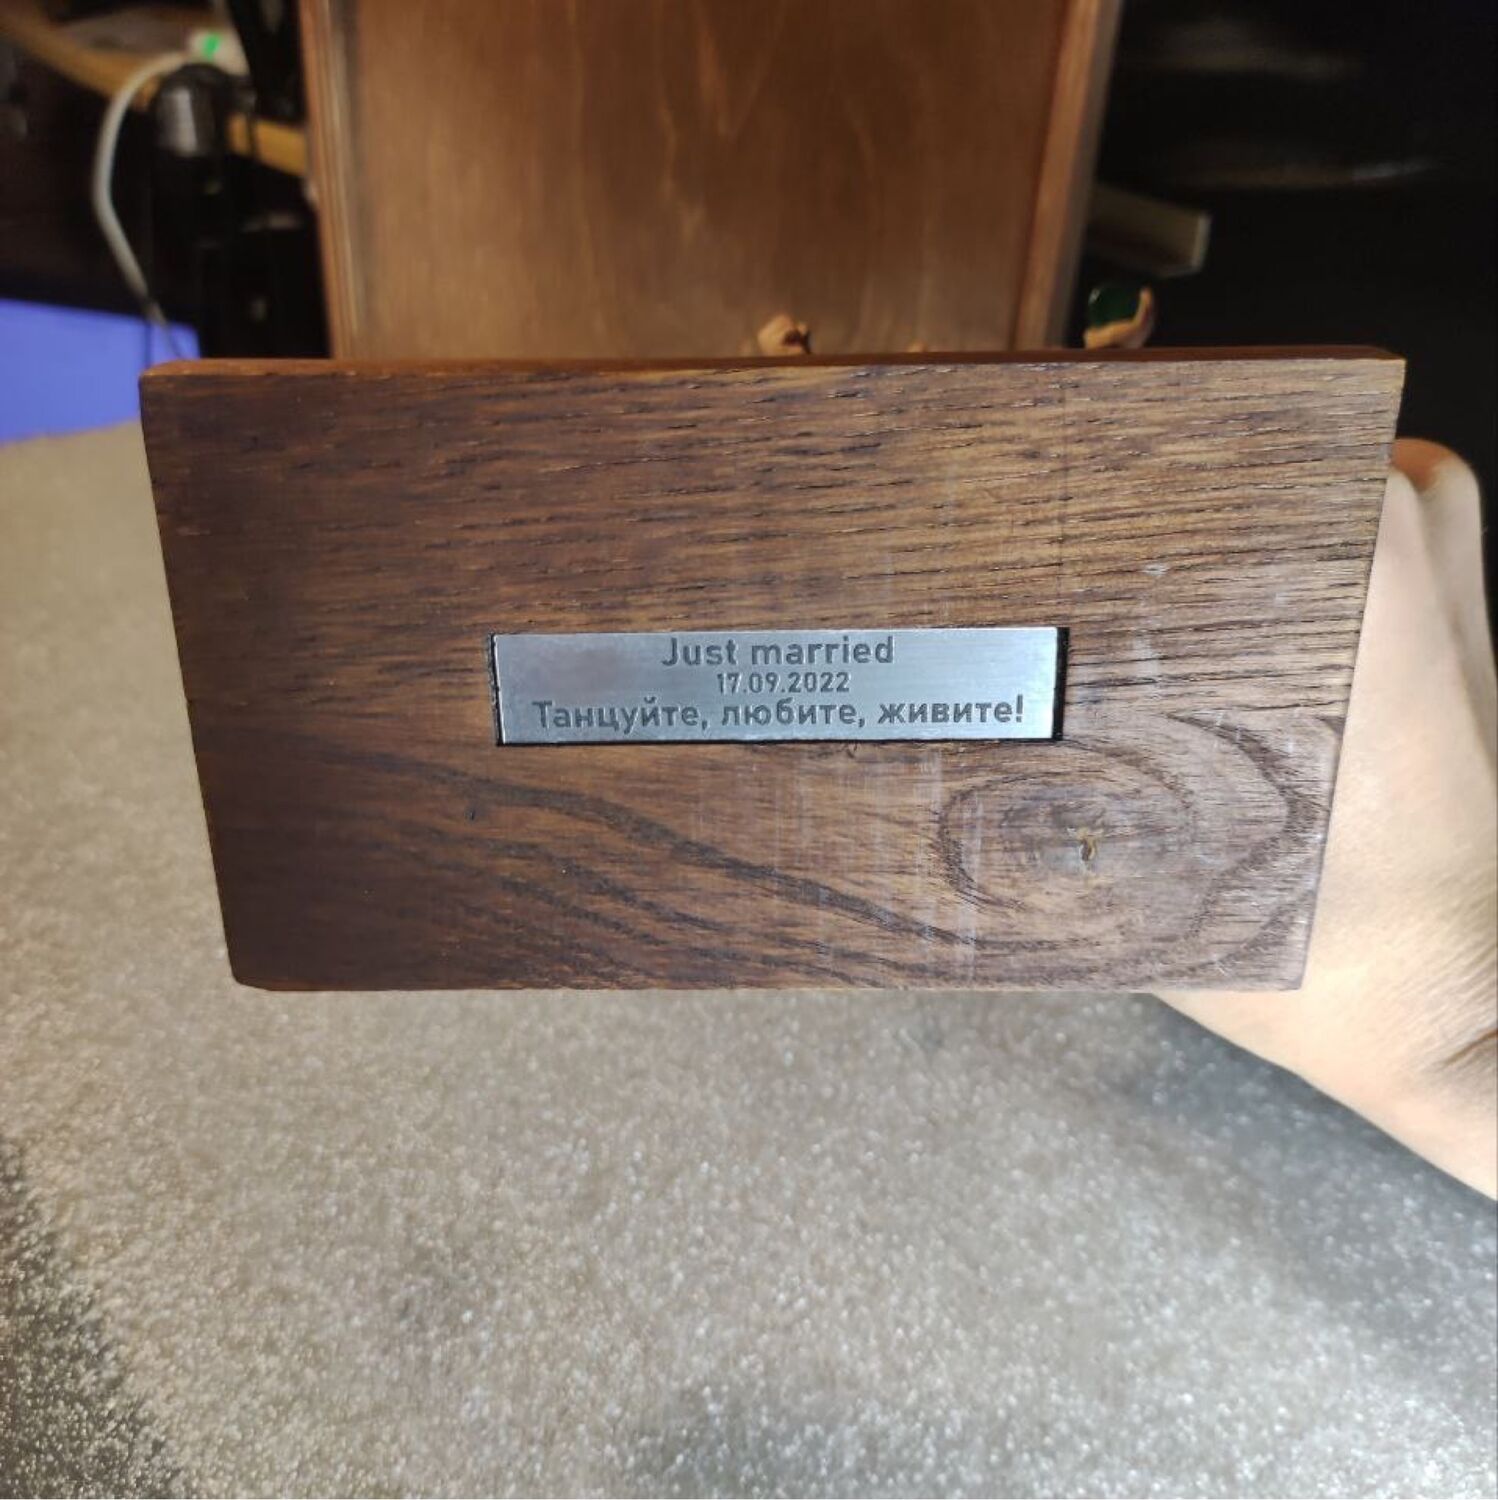 Just married
17.09.2022
Танцуйте, любите, живите!